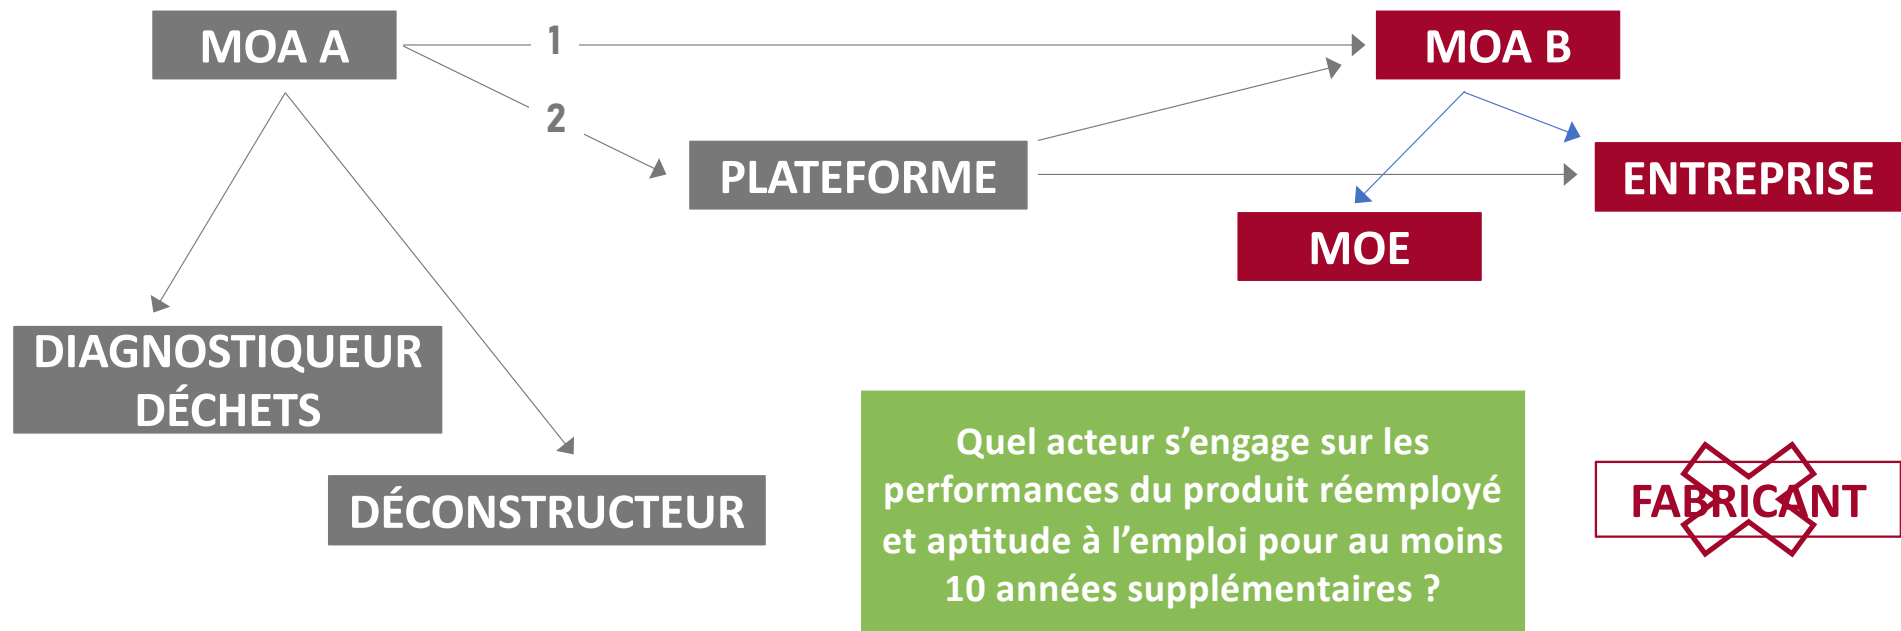 MOA A
1
MOA B
2
PLATEFORME
ENTREPRISE
MOE
DIAGNOSTIQUEUR
DÉCHETS
DÉCONSTRUCTEUR
Quel acteur s’engage sur les
performances du produit réemployé
et aptitude à l’emploi pour au moins
10 années supplémentaires ?
FABRICANT